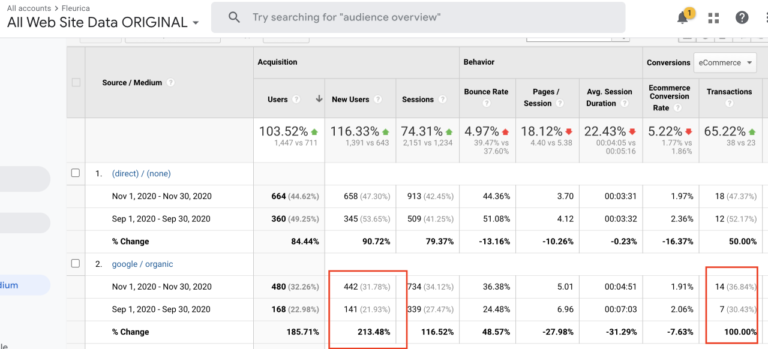 All accounts > Fleurica
All Web Site Data ORIGINAL
Try searching for "audience overview"
1
Source / Medium
Acquisition
Behavior
Conversions
eCommerce
Users
New Users
Sessions
Bounce Rate
Pages / Session
Avg. Session Duration
Ecommerce Conversion Rate
Transactions
103.52% 116.33% 74.31% 4.97% 18.12% 22.43% 5.22% 65.22%
1,447 vs 711 1,391 vs 643 2,151 vs 1,234 39.47% vs 37.60% 4.40 vs 5.38 00:04:05 vs 00:05:16 1.77% vs 1.86% 38 vs 23
1. (direct) / (none)
Nov 1, 2020 - Nov 30, 2020 664 (44.62%) 658 (47.30%) 913 (42.45%) 44.36% 3.70 00:03:31 1.97% 18 (47.37%)
Sep 1, 2020 - Sep 30, 2020 360 (49.25%) 345 (53.65%) 509 (41.25%) 51.08% 4.12 00:03:32 2.36% 12 (52.17%)
% Change 84.44% 90.72% 79.37% -13.16% -10.26% -0.23% -16.37% 50.00%
2. google / organic
Nov 1, 2020 - Nov 30, 2020 480 (32.26%) 442 (31.78%) 734 (34.12%) 36.38% 5.01 00:04:51 1.91% 14 (36.84%)
Sep 1, 2020 - Sep 30, 2020 168 (22.98%) 141 (21.93%) 339 (27.47%) 24.48% 6.96 00:07:03 2.06% 7 (30.43%)
% Change 185.71% 213.48% 116.52% 48.57% -27.98% -31.29% -7.63% 100.00%